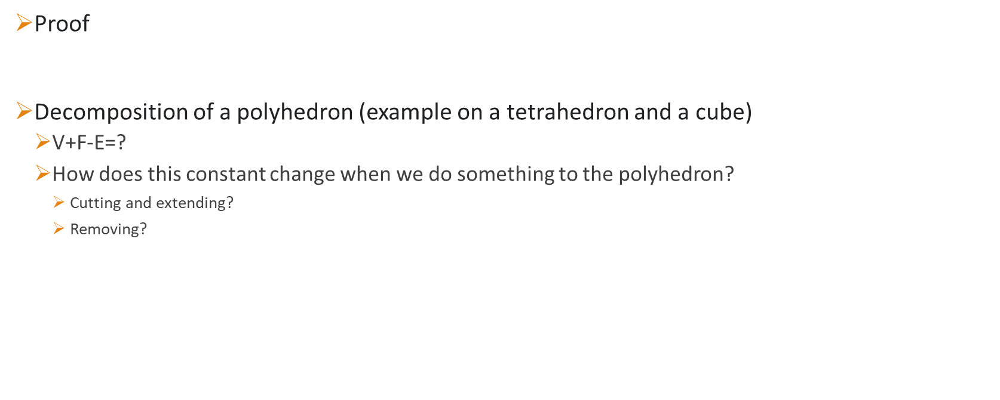 Proof
Decomposition of a polyhedron (example on a tetrahedron and a cube)
V+F-E=?
How does this constant change when we do something to the polyhedron?
Cutting and extending?
Removing?